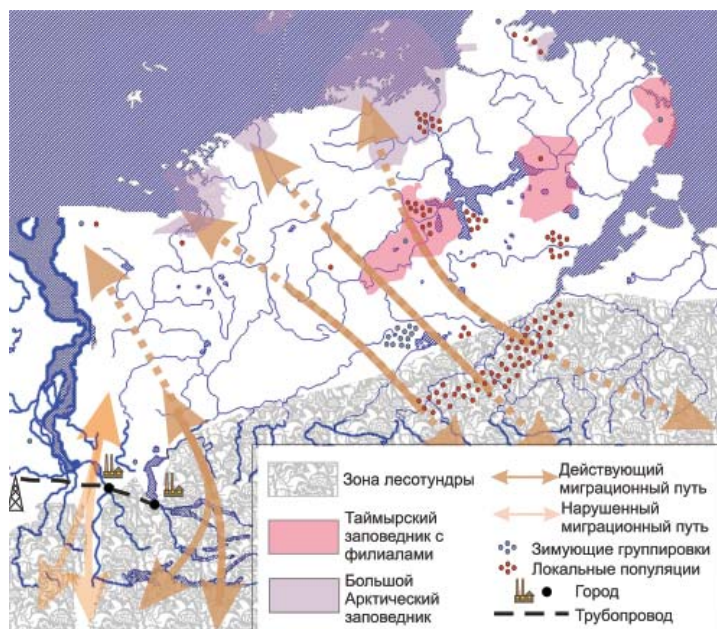 Зона лесотундры
Таймырский
заповедник с
филиалами
Большой
Арктический
заповедник
Действующий
миграционный путь
Нарушенный
миграционный путь
Зимующие группировки
Локальные популяции
Город
Трубопровод